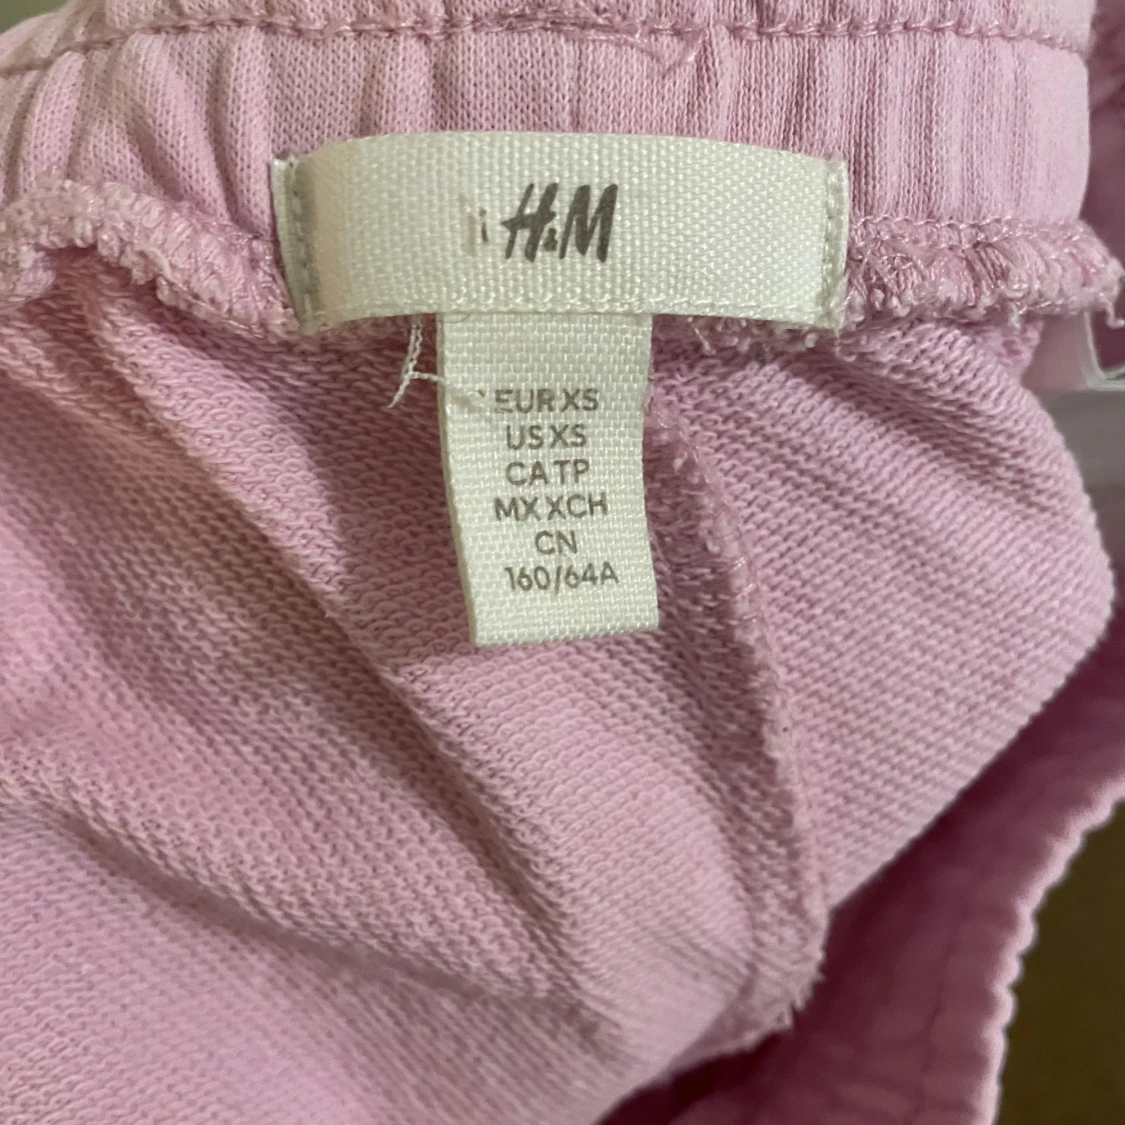 H&M
EUR XS
US XS
CA TP
MX XCH
CN
160/64A